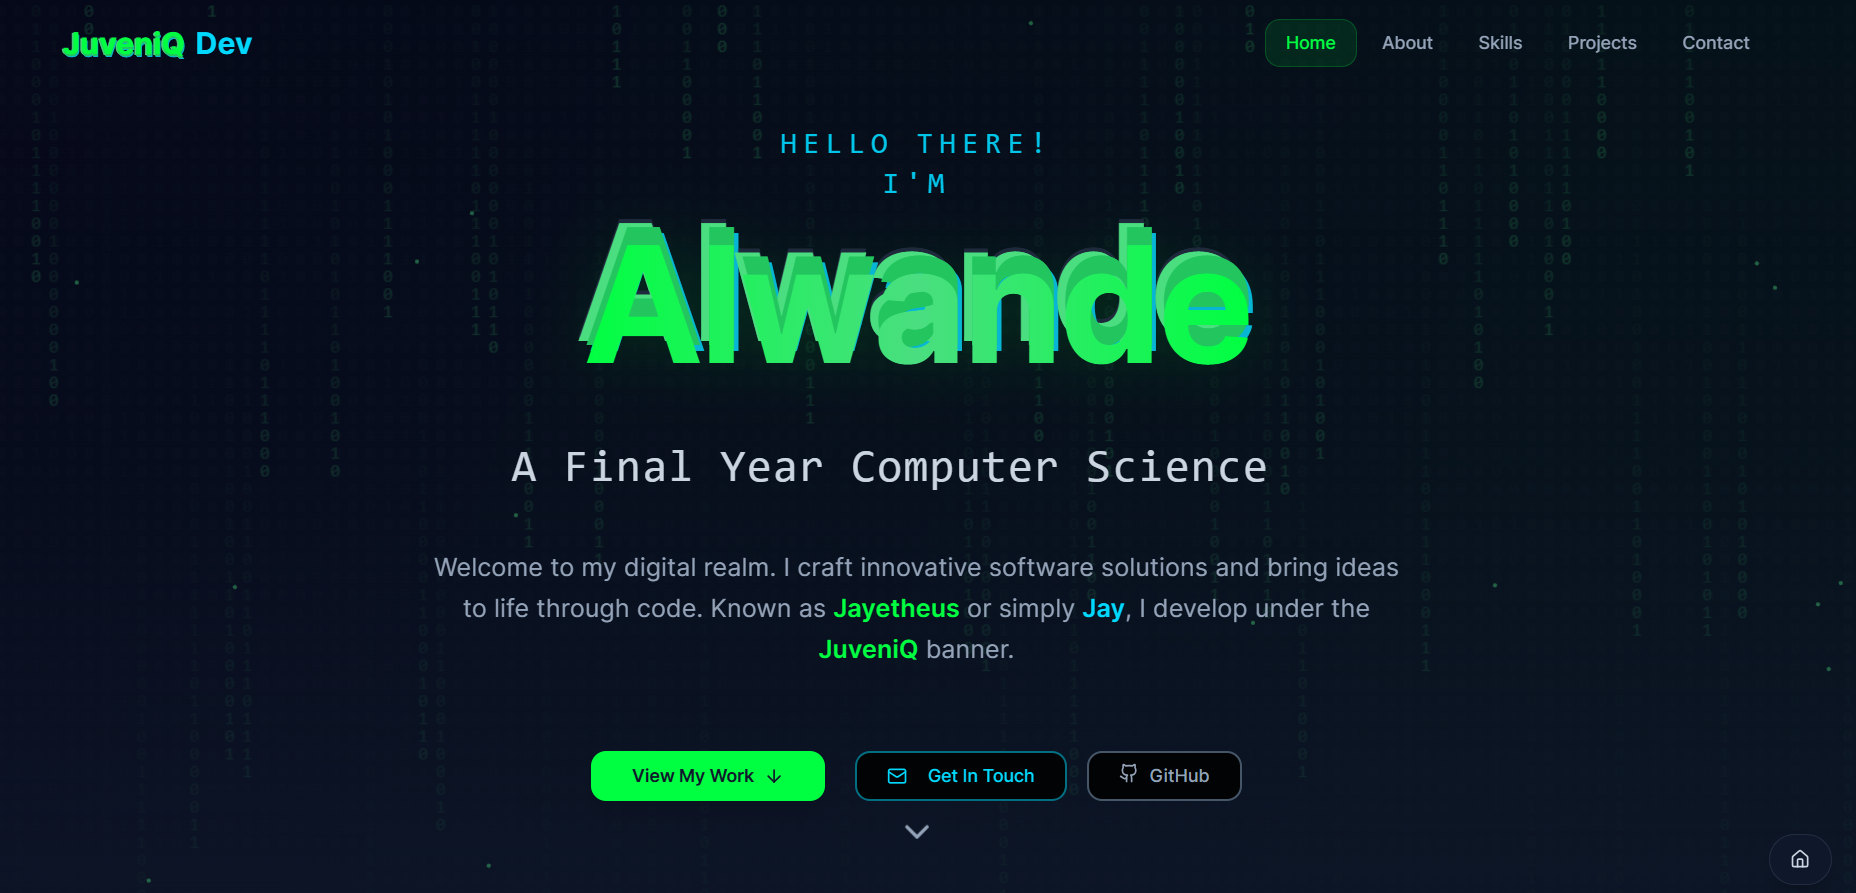 JuveniQ Dev
Home
About
Skills
Projects
Contact
HELLO THERE!
I'M
Alwande
A Final Year Computer Science
Welcome to my digital realm. I craft innovative software solutions and bring ideas
to life through code. Known as Jayetheus or simply Jay, I develop under the
JuveniQ banner.
View My Work
Get In Touch
GitHub